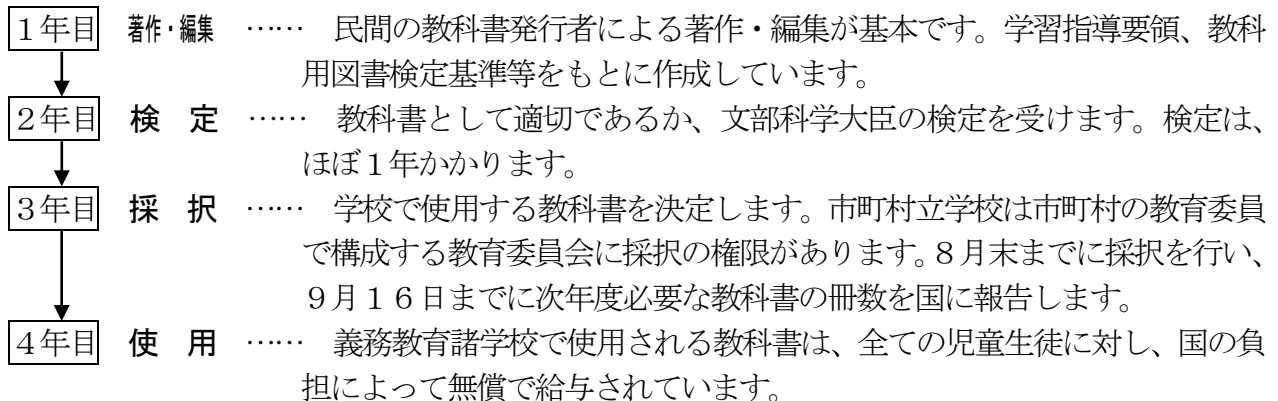 １年目　著作・編集　……　民間の教科書発行者による著作・編集が基本です。学習指導要領、教科
用図書検定基準等をもとに作成しています。
２年目　検　定　……　教科書として適切であるか、文部科学大臣の検定を受けます。検定は、
ほぼ１年かかります。
３年目　採　択　……　学校で使用する教科書を決定します。市町村立学校は市町村の教育委員
で構成する教育委員会に採択の権限があります。８月末までに採択を行い、
９月１６日までに次年度必要な教科書の冊数を国に報告します。
４年目　使　用　……　義務教育諸学校で使用される教科書は、全ての児童生徒に対し、国の負
担によって無償で給与されています。